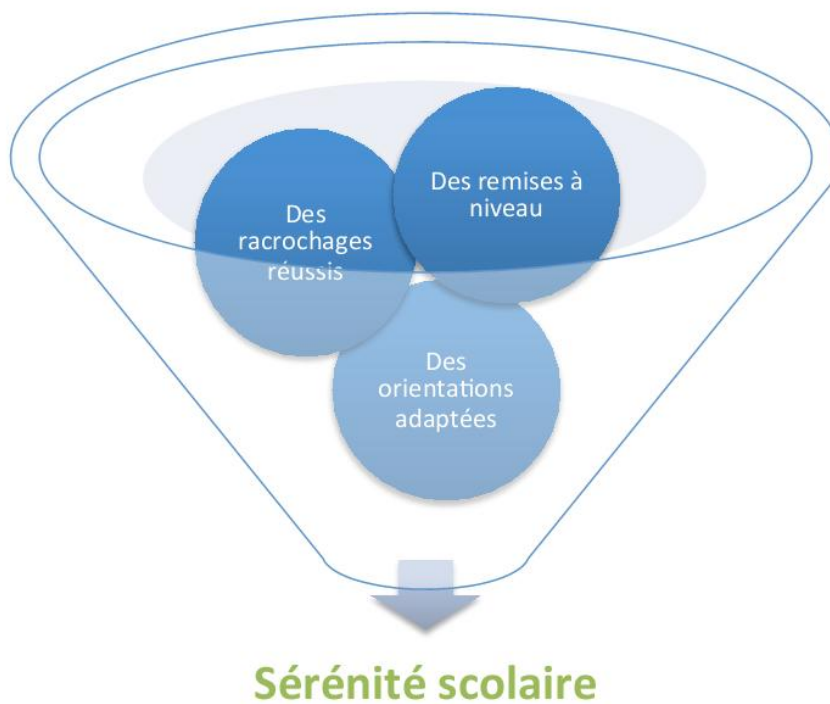 Des remises à
niveau
Des
racrochages
réussis
Des
orientations
adaptées
Sérénité scolaire